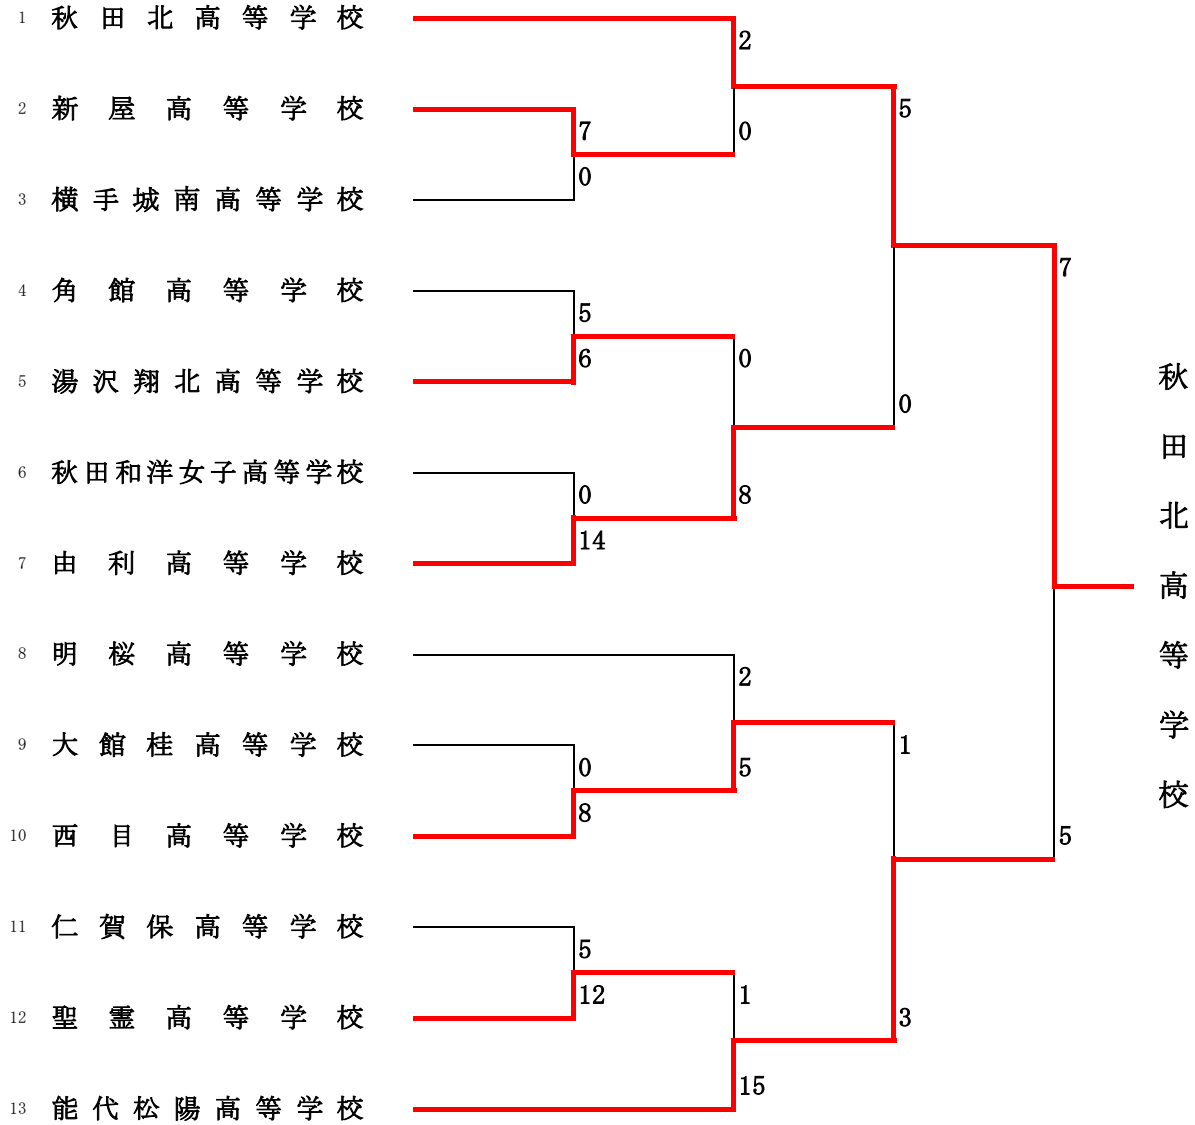 1 秋田北高等学校
2
2 新屋高等学校
5
7
0
0
3 横手城南高等学校
7
4 角館高等学校
5
6
0
5 湯沢翔北高等学校
0
6 秋田和洋女子高等学校
0
8
14
7 由利高等学校
秋田北高等学校
8 明桜高等学校
2
9 大館桂高等学校
1
0
5
8
10 西目高等学校
5
11 仁賀保高等学校
5
12
1
12 聖霊高等学校
3
15
13 能代松陽高等学校